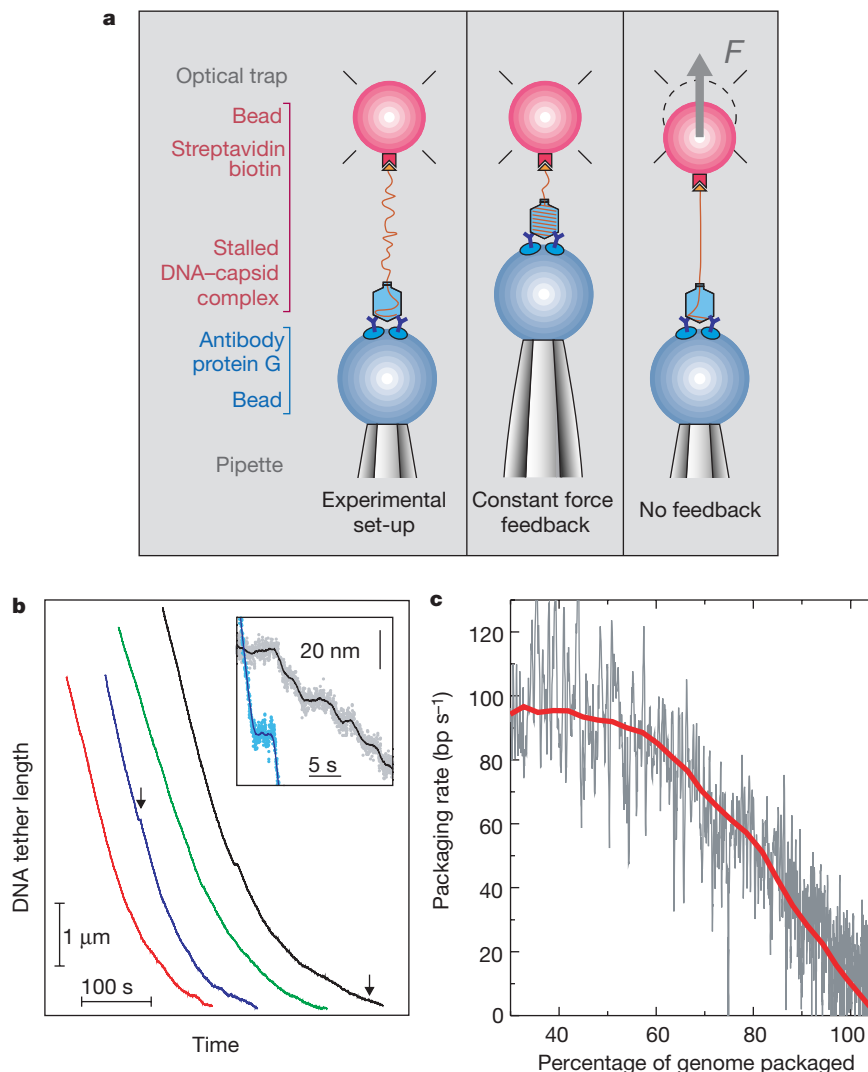 a
Optical trap
Bead
Streptavidin
biotin
Stalled
DNA–capsid
complex
Antibody
protein G
Bead
Pipette
F
Experimental
set-up
Constant force
feedback
No feedback
b
DNA tether length
1 μm
100 s
Time
20 nm
5 s
c
Packaging rate (bp s⁻¹)
120
100
80
60
40
20
0
40
60
80
100
Percentage of genome packaged